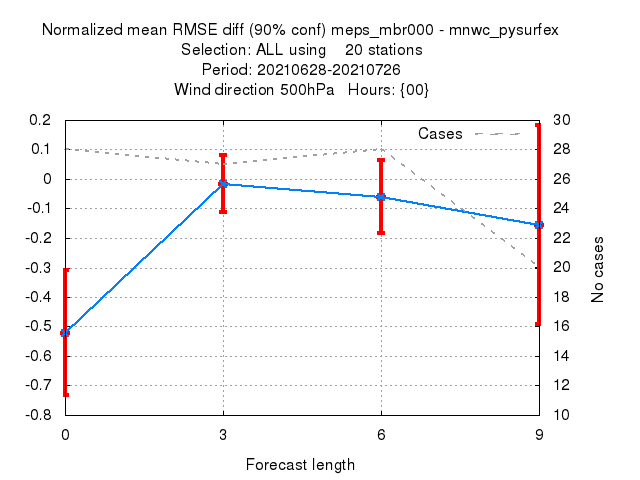 Normalized mean RMSE diff (90% conf) meps_mbr000 - mnwc_pysurfex
Selection: ALL using 20 stations
Period: 20210628-20210726
Wind direction 500hPa Hours: {00}
Cases
0.2
0.1
0
-0.1
-0.2
-0.3
-0.4
-0.5
-0.6
-0.7
-0.8
30
28
26
24
22
20
18
16
14
12
10
No cases
0 3 6 9
Forecast length